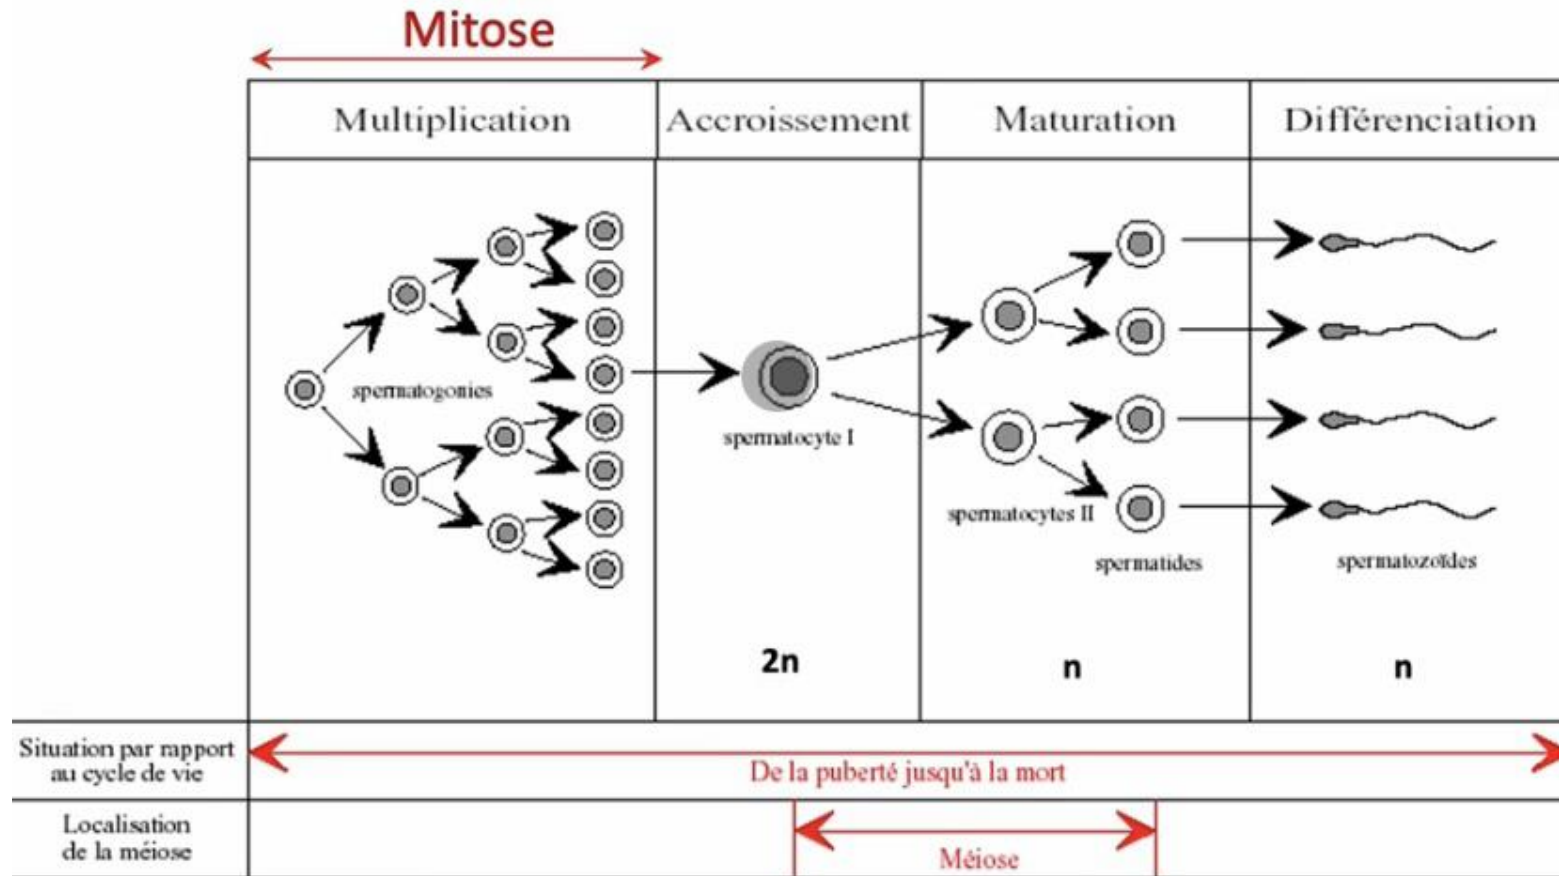 Mitose
Multiplication
Accroissement
Maturation
Différenciation
spermatogonies
spermatocyte I
spermatocytes II
spermatides
spermatozoïdes
2n
n
n
Situation par rapport
au cycle de vie
De la puberté jusqu'à la mort
Localisation
de la méiose
Méiose